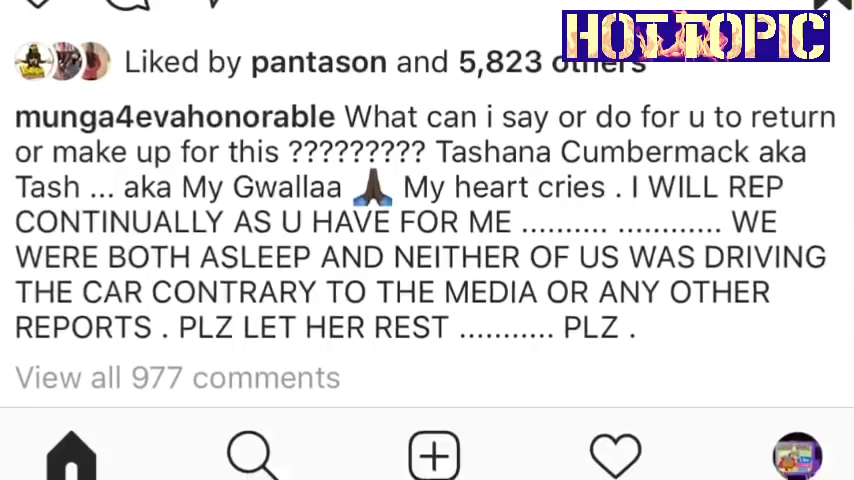 HOT TOPIC
Liked by pantason and 5,823 others
munga4evahonorable What can i say or do for u to return
or make up for this ????????? Tashana Cumbermack aka
Tash ... aka My Gwallaa 🙏🏿 My heart cries . I WILL REP
CONTINUALLY AS U HAVE FOR ME .......... ............ WE
WERE BOTH ASLEEP AND NEITHER OF US WAS DRIVING
THE CAR CONTRARY TO THE MEDIA OR ANY OTHER
REPORTS . PLZ LET HER REST ........... PLZ .
View all 977 comments